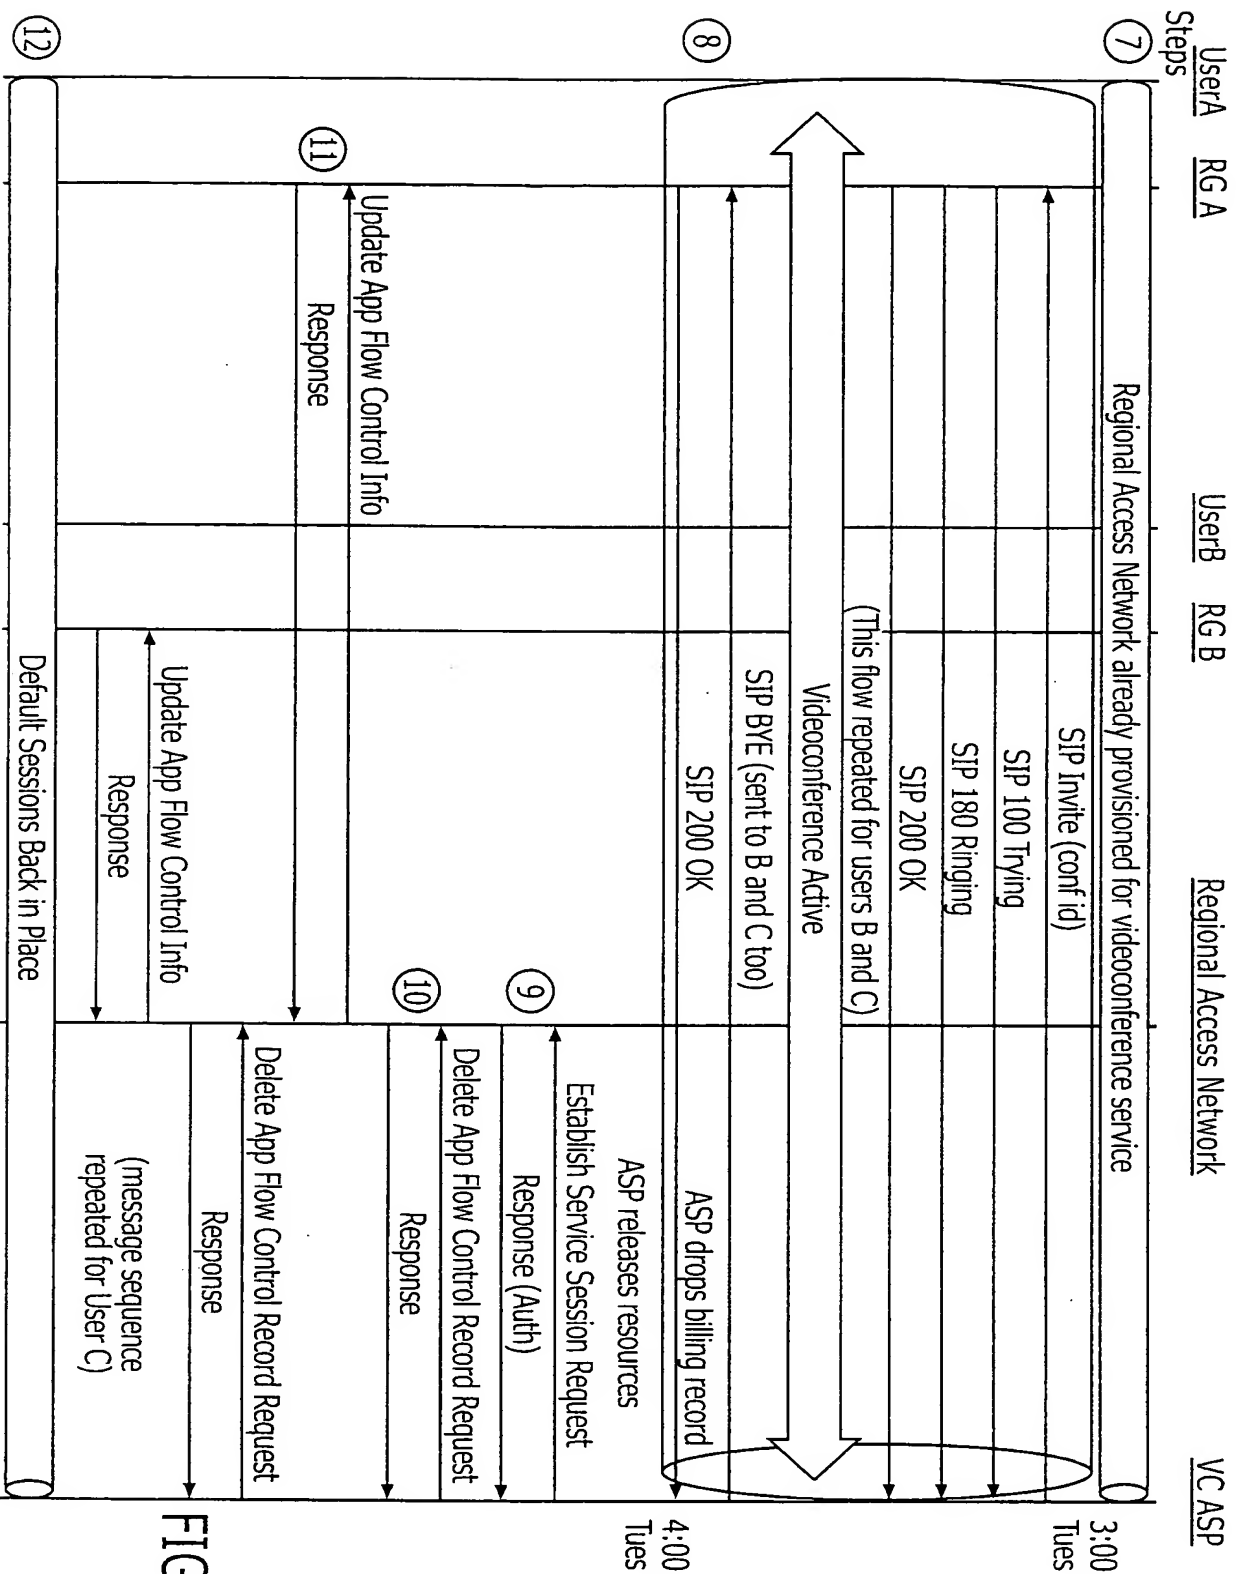 UserA
RG A
UserB
RG B
Regional Access Network
VC ASP
Steps
7
Regional Access Network already provisioned for videoconference service
3:00
Tues
SIP Invite (conf id)
SIP 100 Trying
SIP 180 Ringing
SIP 200 OK
(This flow repeated for users B and C)
Videoconference Active
8
SIP BYE (sent to B and C too)
SIP 200 OK
ASP drops billing record
4:00
Tues
ASP releases resources
Establish Service Session Request
9
Response (Auth)
Delete App Flow Control Record Request
10
Response
Update App Flow Control Info
11
Response
Delete App Flow Control Record Request
Response
Update App Flow Control Info
Response
(message sequence
repeated for User C)
12
Default Sessions Back in Place
FIG